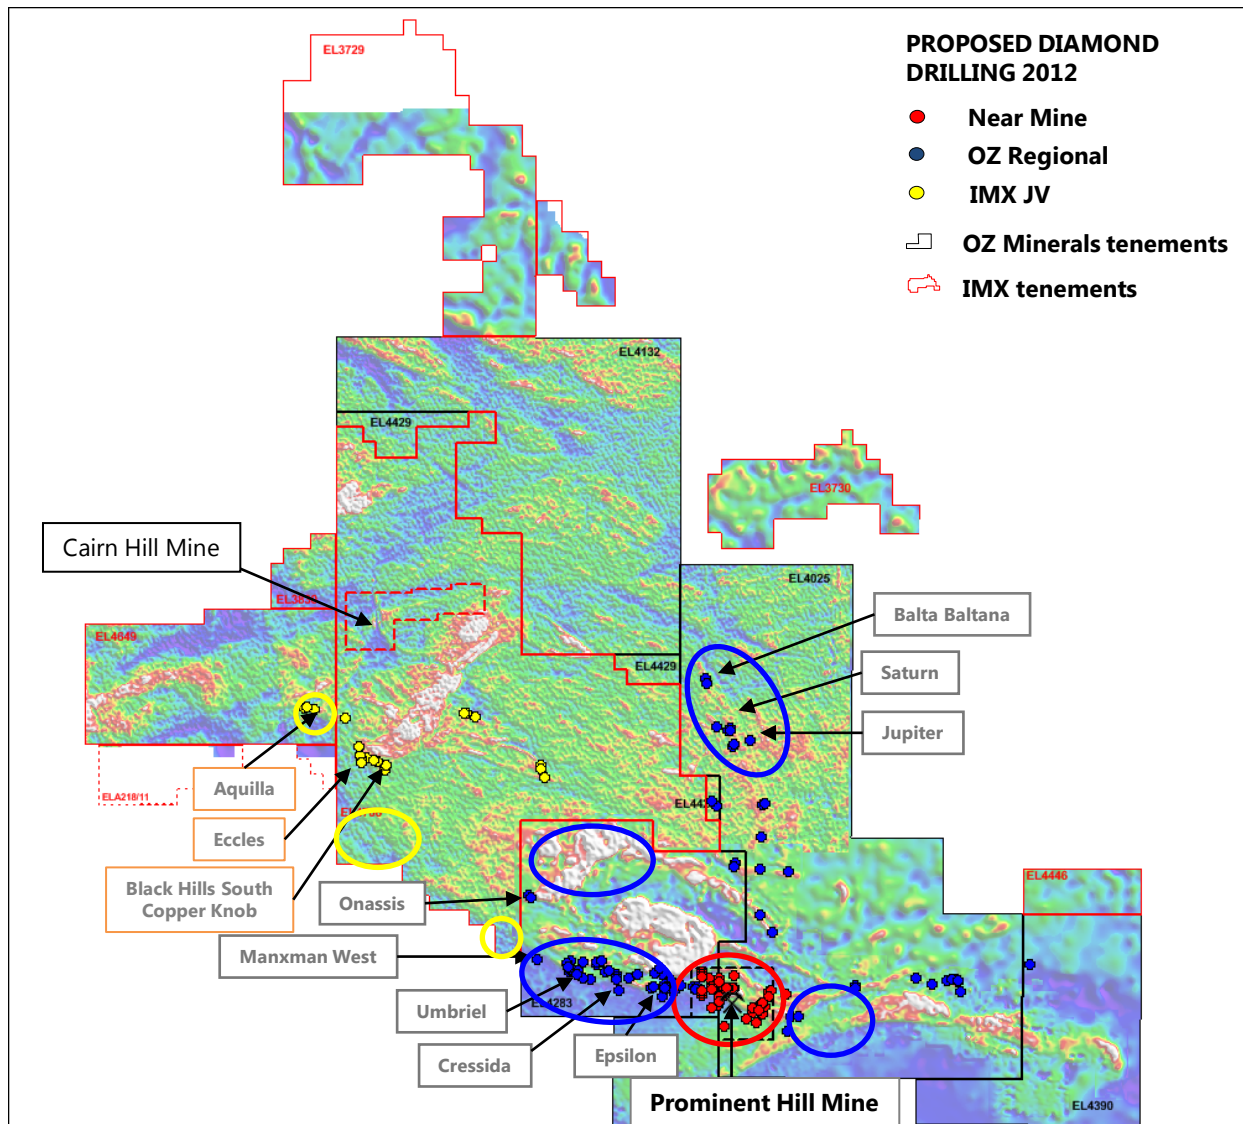 PROPOSED DIAMOND
DRILLING 2012
Near Mine
OZ Regional
IMX JV
OZ Minerals tenements
IMX tenements
EL3729
EL4132
EL4429
EL3730
Cairn Hill Mine
EL4025
EL4649
EL4429
Balta Baltana
Saturn
Jupiter
Aquilla
ELA218/11
Eccles
Black Hills South
Copper Knob
Onassis
EL4446
Manxman West
Umbriel
EL4283
Cressida
Epsilon
Prominent Hill Mine
EL4390